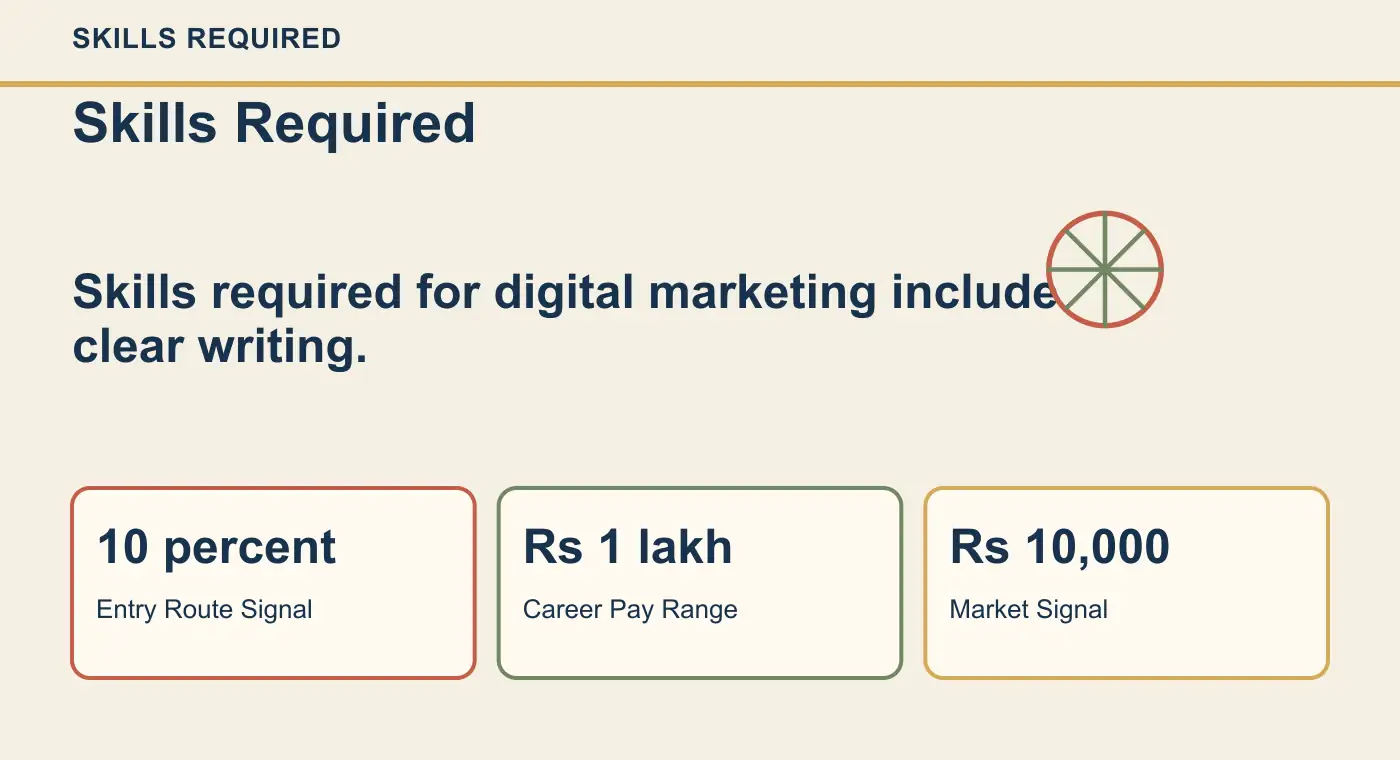 SKILLS REQUIRED
Skills Required
Skills required for digital marketing include
clear writing.
10 percent
Entry Route Signal
Rs 1 lakh
Career Pay Range
Rs 10,000
Market Signal